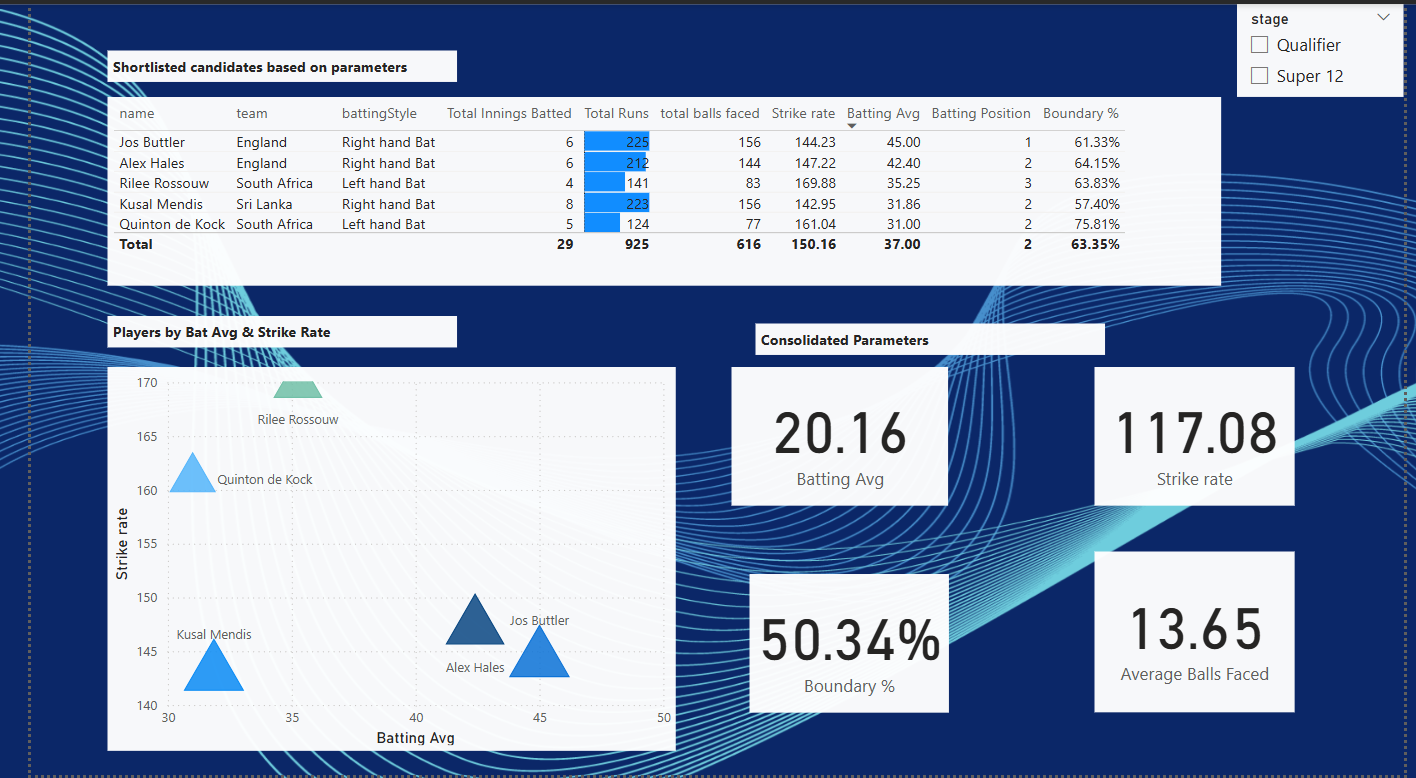 stage
Qualifier
Super 12
Shortlisted candidates based on parameters
name team battingStyle Total Innings Batted Total Runs total balls faced Strike rate Batting Avg Batting Position Boundary %
Jos Buttler England Right hand Bat 6 225 156 144.23 45.00 1 61.33%
Alex Hales England Right hand Bat 6 212 144 147.22 42.40 2 64.15%
Rilee Rossouw South Africa Left hand Bat 4 141 83 169.88 35.25 3 63.83%
Kusal Mendis Sri Lanka Right hand Bat 8 223 156 142.95 31.86 2 57.40%
Quinton de Kock South Africa Left hand Bat 5 124 77 161.04 31.00 2 75.81%
Total 29 925 616 150.16 37.00 2 63.35%
Players by Bat Avg & Strike Rate
170
Rilee Rossouw
165
Quinton de Kock
160
155
150
Jos Buttler
Kusal Mendis
145
Alex Hales
140
30 35 40 45 50
Strike rate
Batting Avg
Consolidated Parameters
20.16
Batting Avg
117.08
Strike rate
50.34%
Boundary %
13.65
Average Balls Faced